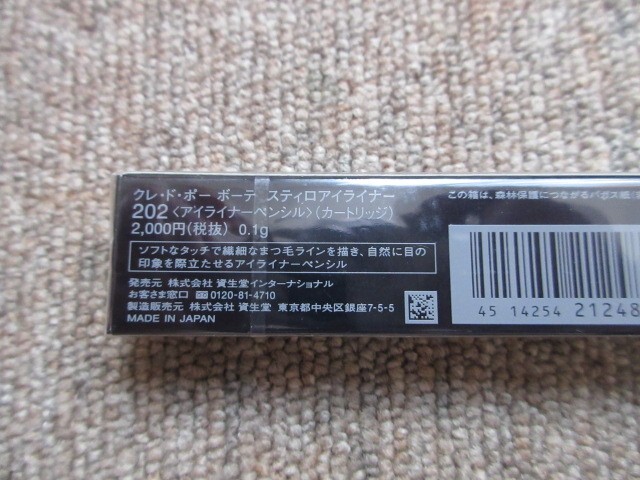 クレ・ド・ポー ボーテ スティロアイライナー
202〈アイライナーペンシル〉(カートリッジ)
2,000円(税抜) 0.1g
ソフトなタッチで繊細なまつ毛ラインを描き、自然に目の
印象を際立たせるアイライナーペンシル
発売元 株式会社 資生堂インターナショナル
お客さま窓口 0120-81-4710
製造販売元 株式会社 資生堂 東京都中央区銀座7-5-5
MADE IN JAPAN
この箱は、森林保護につながるバガス紙
45 14254 21248